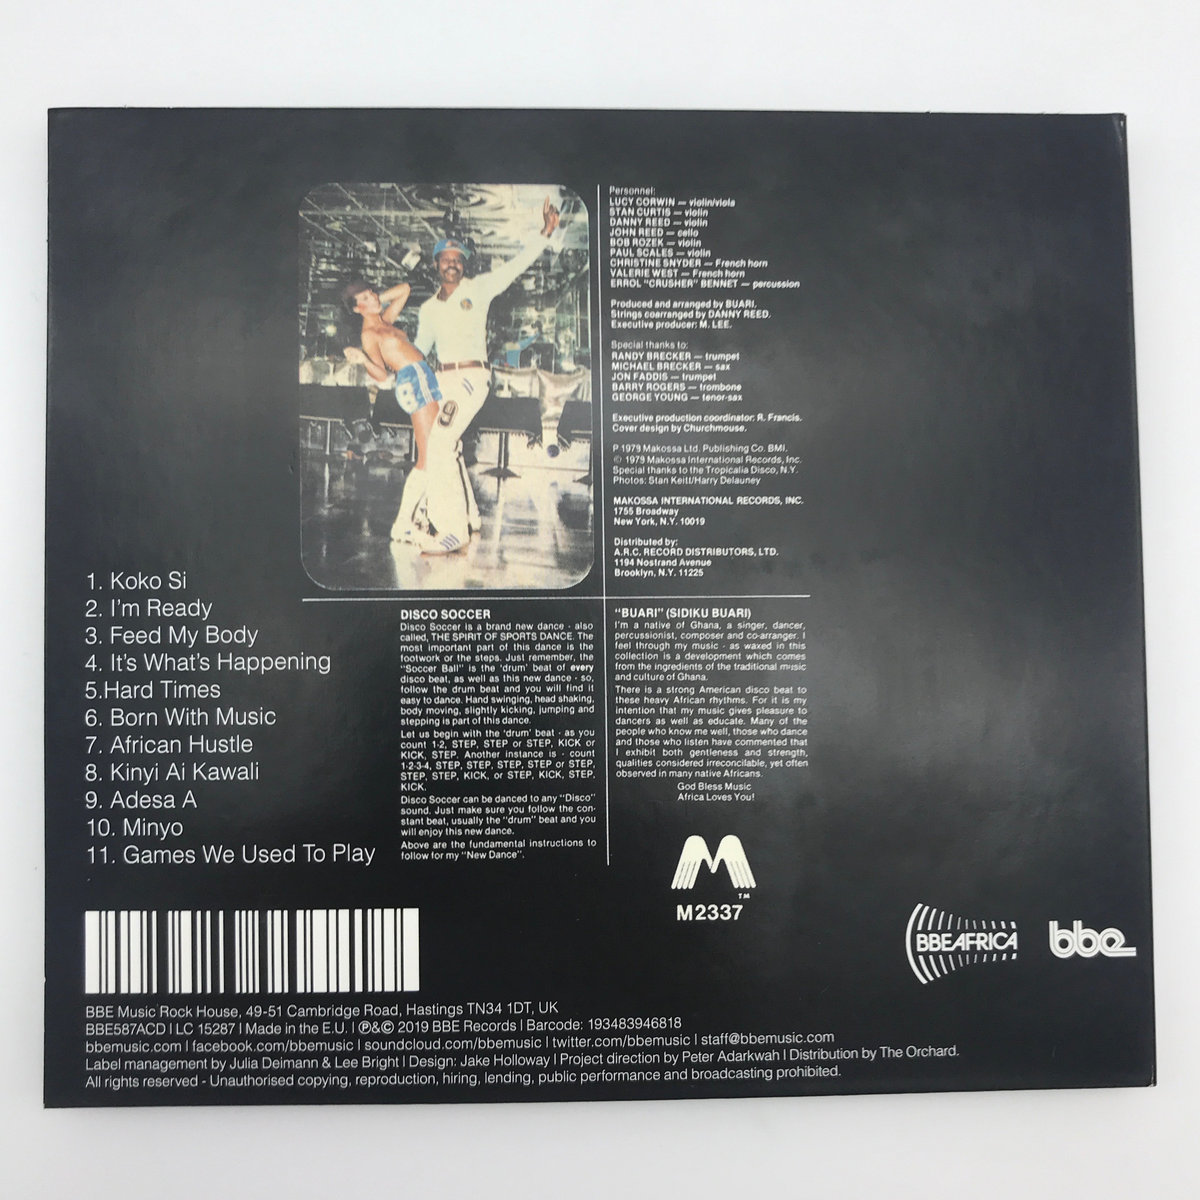 Personnel:
LUCY CORWIN — violin/viola
STAN CURTIS — violin
DANNY REED — violin
JOHN REED — cello
BOB ROZEK — violin
PAUL SCALES — violin
CHRISTINE SNYDER — French horn
VALERIE WEST — French horn
ERROL "CRUSHER" BENNET — percussion
Produced and arranged by BUARI.
Strings coarranged by DANNY REED.
Executive producer: M. LEE.
Special thanks to:
RANDY BRECKER — trumpet
MICHAEL BRECKER — sax
JON FADDIS — trumpet
BARRY ROGERS — trombone
GEORGE YOUNG — tenor-sax
Executive production coordinator: R. Francis.
Cover design by Churchmouse.
P 1979 Makossa Ltd. Publishing Co. BMI.
© 1979 Makossa International Records, Inc.
Special thanks to the Tropicalia Disco, N.Y.
Photos: Stan Keitt/Harry Delauney
MAKOSSA INTERNATIONAL RECORDS, INC.
1755 Broadway
New York, N.Y. 10019
Distributed by:
A.R.C. RECORD DISTRIBUTORS, LTD.
1194 Nostrand Avenue
Brooklyn, N.Y. 11225
9
1. Koko Si
2. I'm Ready
3. Feed My Body
4. It's What's Happening
5.Hard Times
6. Born With Music
7. African Hustle
8. Kinyi Ai Kawali
9. Adesa A
10. Minyo
11. Games We Used To Play
DISCO SOCCER
Disco Soccer is a brand new dance - also
called, THE SPIRIT OF SPORTS DANCE. The
most important part of this dance is the
footwork or the steps. Just remember, the
"Soccer Ball" is the 'drum' beat of every
disco beat, as well as this new dance - so,
follow the drum beat and you will find it
easy to dance. Hand swinging, head shaking,
body moving, slightly kicking, jumping and
stepping is part of this dance.
Let us begin with the 'drum' beat - as you
count 1-2, STEP, STEP or STEP, KICK or
KICK, STEP. Another instance is - count
1-2-3-4, STEP, STEP, STEP, STEP or STEP,
STEP, STEP, KICK, or STEP, KICK, STEP,
KICK.
Disco Soccer can be danced to any "Disco"
sound. Just make sure you follow the con-
stant beat, usually the "drum" beat and you
will enjoy this new dance.
Above are the fundamental instructions to
follow for my "New Dance".
"BUARI" (SIDIKU BUARI)
I'm a native of Ghana, a singer, dancer,
percussionist, composer and co-arranger. I
feel through my music - as waxed in this
collection is a development which comes
from the ingredients of the traditional music
and culture of Ghana.
There is a strong American disco beat to
these heavy African rhythms. For it is my
intention that my music gives pleasure to
dancers as well as educate. Many of the
people who know me well, those who dance
and those who listen have commented that
I exhibit both gentleness and strength,
qualities considered irreconcilable, yet often
observed in many native Africans.
God Bless Music
Africa Loves You!
TM
M2337
BBEAFRICA
bbe
BBE Music Rock House, 49-51 Cambridge Road, Hastings TN34 1DT, UK
BBE587ACD | LC 15287 | Made in the E.U. | ℗&© 2019 BBE Records | Barcode: 193483946818
bbemusic.com | facebook.com/bbemusic | soundcloud.com/bbemusic | twitter.com/bbemusic | staff@bbemusic.com
Label management by Julia Deimann & Lee Bright | Design: Jake Holloway | Project direction by Peter Adarkwah | Distribution by The Orchard.
All rights reserved - Unauthorised copying, reproduction, hiring, lending, public performance and broadcasting prohibited.